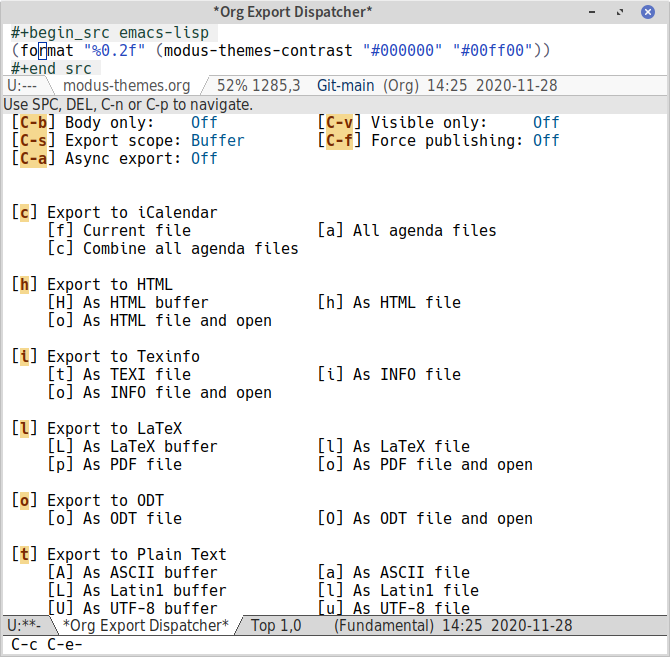 *Org Export Dispatcher*
#+begin_src emacs-lisp
(format "%0.2f" (modus-themes-contrast "#000000" "#00ff00"))
#+end_src
U:--- modus-themes.org 52% 1285,3 Git-main (Org) 14:25 2020-11-28
Use SPC, DEL, C-n or C-p to navigate.
[C-b] Body only: Off [C-v] Visible only: Off
[C-s] Export scope: Buffer [C-f] Force publishing: Off
[C-a] Async export: Off
[c] Export to iCalendar
[f] Current file [a] All agenda files
[c] Combine all agenda files
[h] Export to HTML
[H] As HTML buffer [h] As HTML file
[o] As HTML file and open
[i] Export to Texinfo
[t] As TEXI file [i] As INFO file
[o] As INFO file and open
[l] Export to LaTeX
[L] As LaTeX buffer [l] As LaTeX file
[p] As PDF file [o] As PDF file and open
[o] Export to ODT
[o] As ODT file [O] As ODT file and open
[t] Export to Plain Text
[A] As ASCII buffer [a] As ASCII file
[L] As Latin1 buffer [l] As Latin1 file
[U] As UTF-8 buffer [u] As UTF-8 file
U:**- *Org Export Dispatcher* Top 1,0 (Fundamental) 14:25 2020-11-28
C-c C-e-